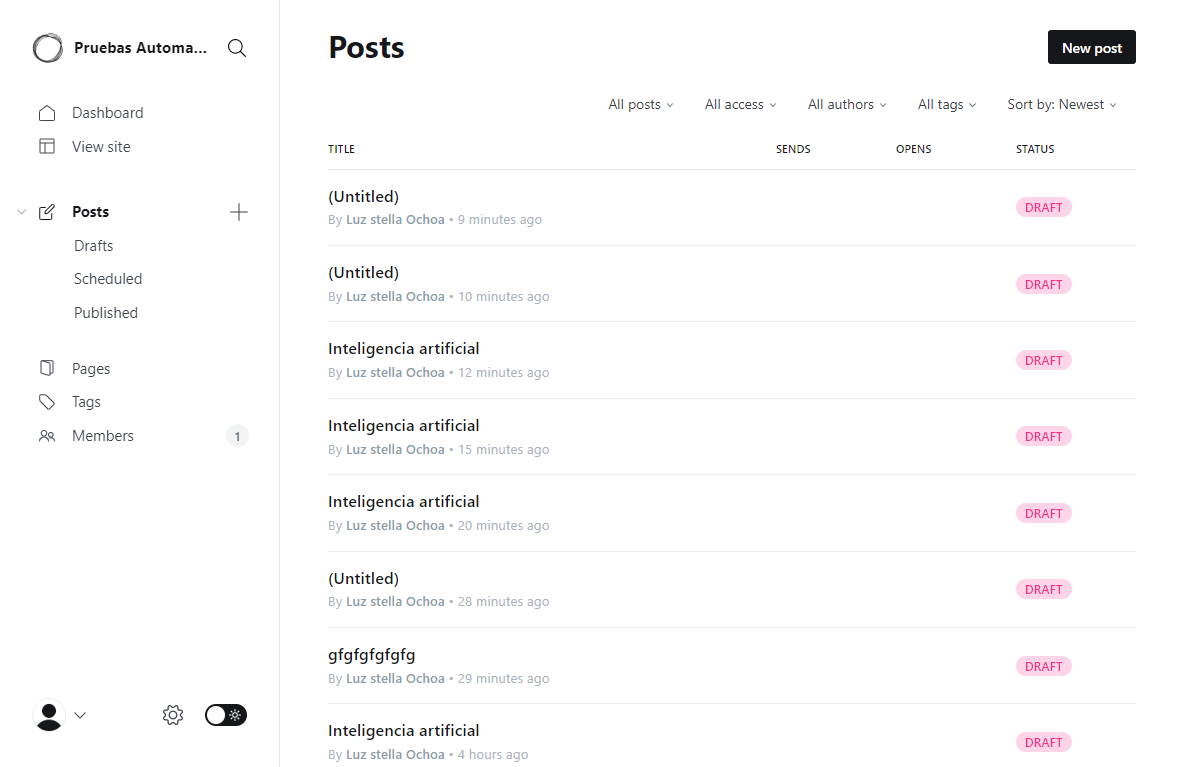 Pruebas Automa...
Dashboard
View site
Posts
Drafts
Scheduled
Published
Pages
Tags
Members 1
Posts
New post
All posts All access All authors All tags Sort by: Newest
TITLE SENDS OPENS STATUS
(Untitled)
By Luz stella Ochoa • 9 minutes ago
DRAFT
(Untitled)
By Luz stella Ochoa • 10 minutes ago
DRAFT
Inteligencia artificial
By Luz stella Ochoa • 12 minutes ago
DRAFT
Inteligencia artificial
By Luz stella Ochoa • 15 minutes ago
DRAFT
Inteligencia artificial
By Luz stella Ochoa • 20 minutes ago
DRAFT
(Untitled)
By Luz stella Ochoa • 28 minutes ago
DRAFT
gfgfgfgfgfg
By Luz stella Ochoa • 29 minutes ago
DRAFT
Inteligencia artificial
By Luz stella Ochoa • 4 hours ago
DRAFT